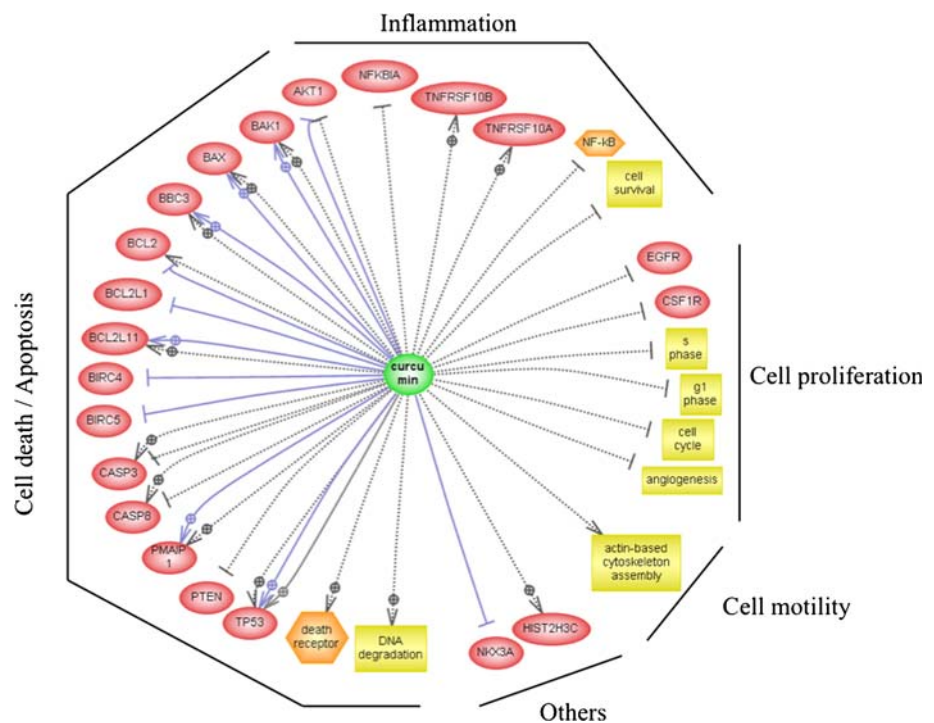 Inflammation
NFKBIA
AKT1
TNFRSF10B
BAK1
TNFRSF10A
NF-kB
BAX
cell
survival
BBC3
BCL2
EGFR
BCL2L1
CSF1R
BCL2L11
s
phase
curcu
min
BIRC4
g1
phase
Cell proliferation
BIRC5
cell
cycle
CASP3
angiogenesis
CASP8
PMAIP
1
actin-based
cytoskeleton
assembly
PTEN
TP53
death
receptor
DNA
degradation
HIST2H3C
NKX3A
Cell motility
Others
Cell death / Apoptosis